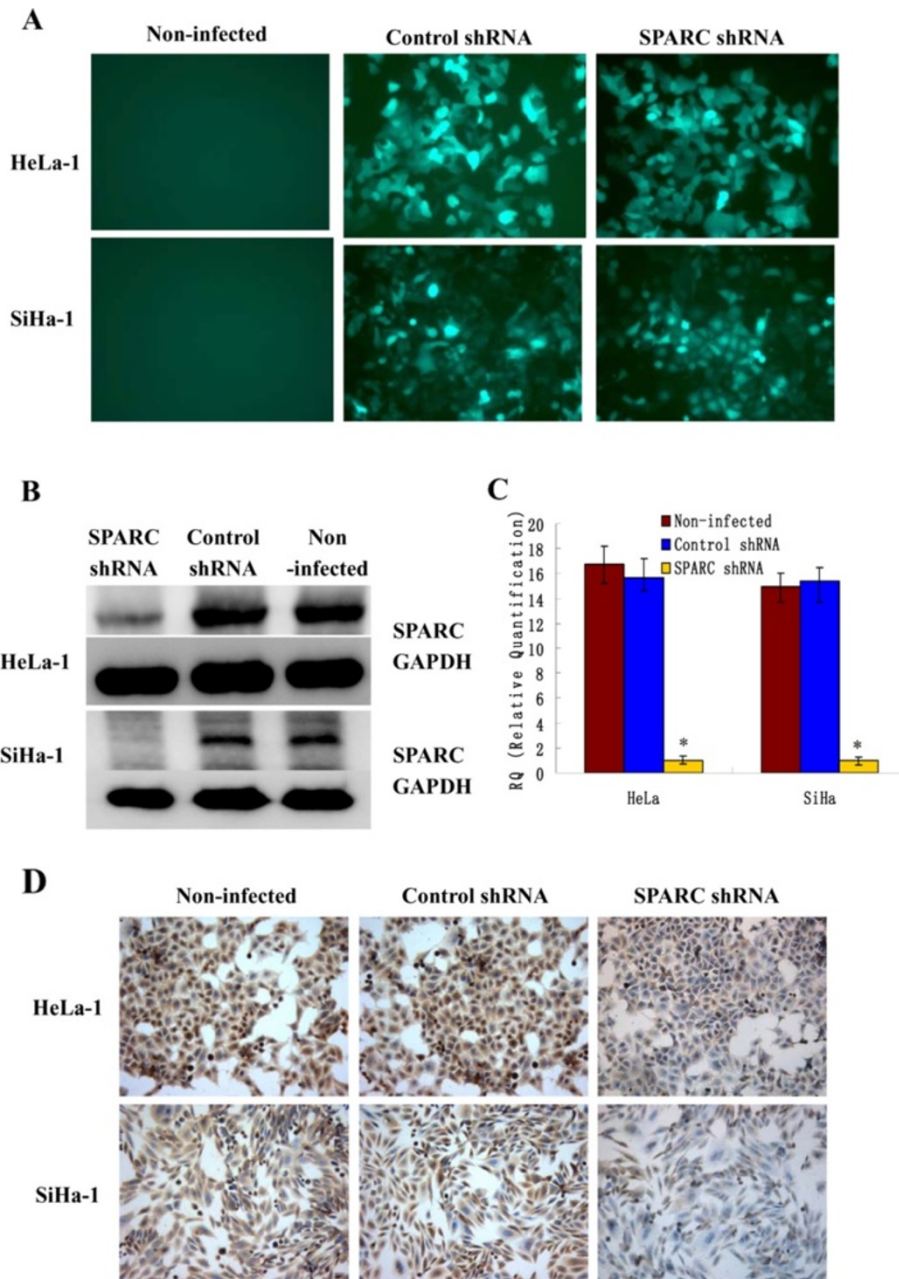 A
Non-infected
Control shRNA
SPARC shRNA
HeLa-1
SiHa-1
B
SPARC
shRNA
Control
shRNA
Non
-infected
HeLa-1
SPARC
GAPDH
SiHa-1
SPARC
GAPDH
C
RQ (Relative Quantification)
20
18
16
14
12
10
8
6
4
2
0
Non-infected
Control shRNA
SPARC shRNA
*
*
HeLa
SiHa
D
Non-infected
Control shRNA
SPARC shRNA
HeLa-1
SiHa-1